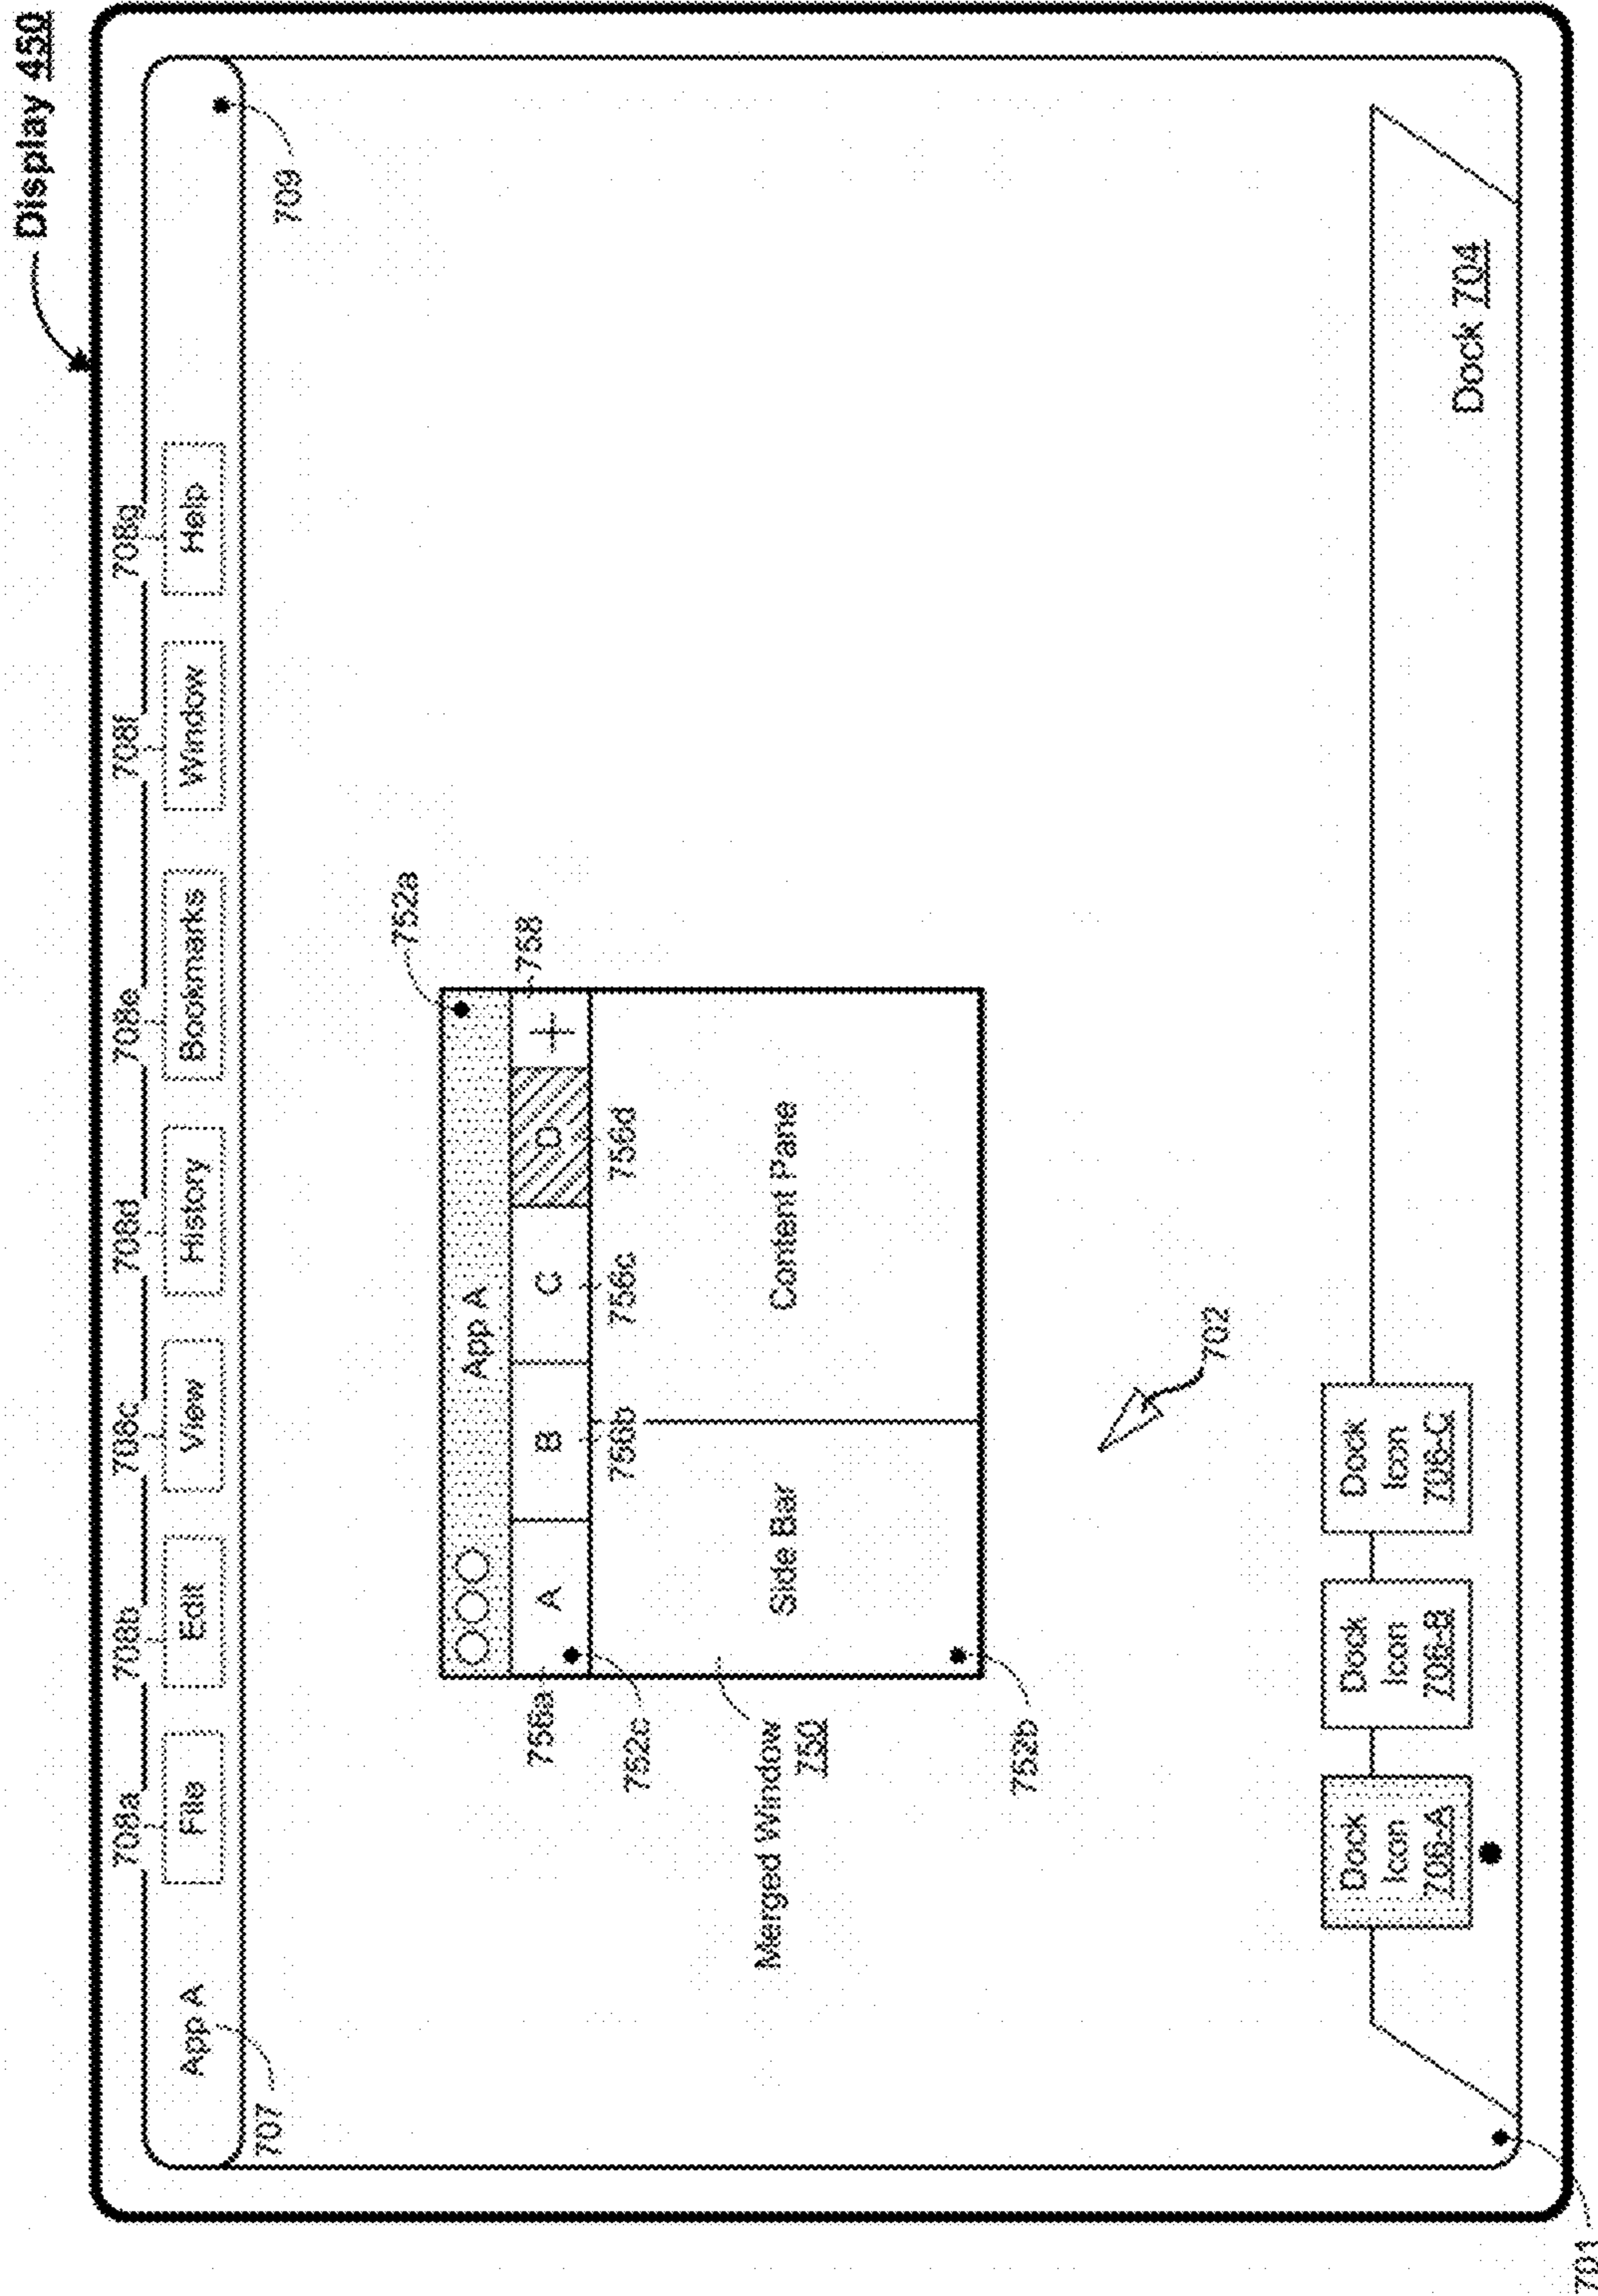 Display 450
708a
708b
708c
708d
708e
708f
708g
App A
File
Edit
View
History
Bookmarks
Window
Help
707
709
752a
App A
758
756a
A
B
C
D
+
752c
756b
756c
756d
Merged Window
750
Side Bar
Content Pane
752b
702
Dock
Icon
706-A
Dock
Icon
706-B
Dock
Icon
706-C
Dock 704
701